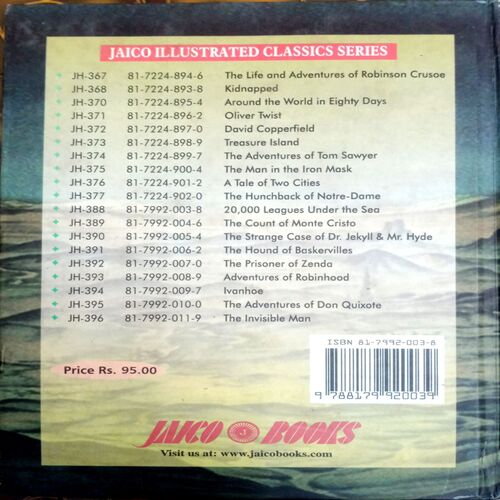 JAICO ILLUSTRATED CLASSICS SERIES
JH-367 81-7224-894-6 The Life and Adventures of Robinson Crusoe
JH-368 81-7224-893-8 Kidnapped
JH-370 81-7224-895-4 Around the World in Eighty Days
JH-371 81-7224-896-2 Oliver Twist
JH-372 81-7224-897-0 David Copperfield
JH-373 81-7224-898-9 Treasure Island
JH-374 81-7224-899-7 The Adventures of Tom Sawyer
JH-375 81-7224-900-4 The Man in the Iron Mask
JH-376 81-7224-901-2 A Tale of Two Cities
JH-377 81-7224-902-0 The Hunchback of Notre-Dame
JH-388 81-7992-003-8 20,000 Leagues Under the Sea
JH-389 81-7992-004-6 The Count of Monte Cristo
JH-390 81-7992-005-4 The Strange Case of Dr. Jekyll & Mr. Hyde
JH-391 81-7992-006-2 The Hound of Baskervilles
JH-392 81-7992-007-0 The Prisoner of Zenda
JH-393 81-7992-008-9 Adventures of Robinhood
JH-394 81-7992-009-7 Ivanhoe
JH-395 81-7992-010-0 The Adventures of Don Quixote
JH-396 81-7992-011-9 The Invisible Man
ISBN 81-7992-003-8
9 788179 920039
Price Rs. 95.00
JAICO J BOOKS
Visit us at: www.jaicobooks.com